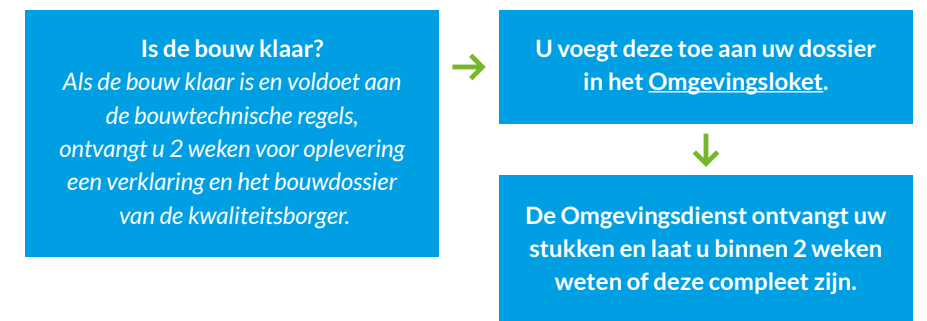 Is de bouw klaar?
Als de bouw klaar is en voldoet aan
de bouwtechnische regels,
ontvangt u 2 weken voor oplevering
een verklaring en het bouwdossier
van de kwaliteitsborger.
U voegt deze toe aan uw dossier
in het Omgevingsloket.
De Omgevingsdienst ontvangt uw
stukken en laat u binnen 2 weken
weten of deze compleet zijn.